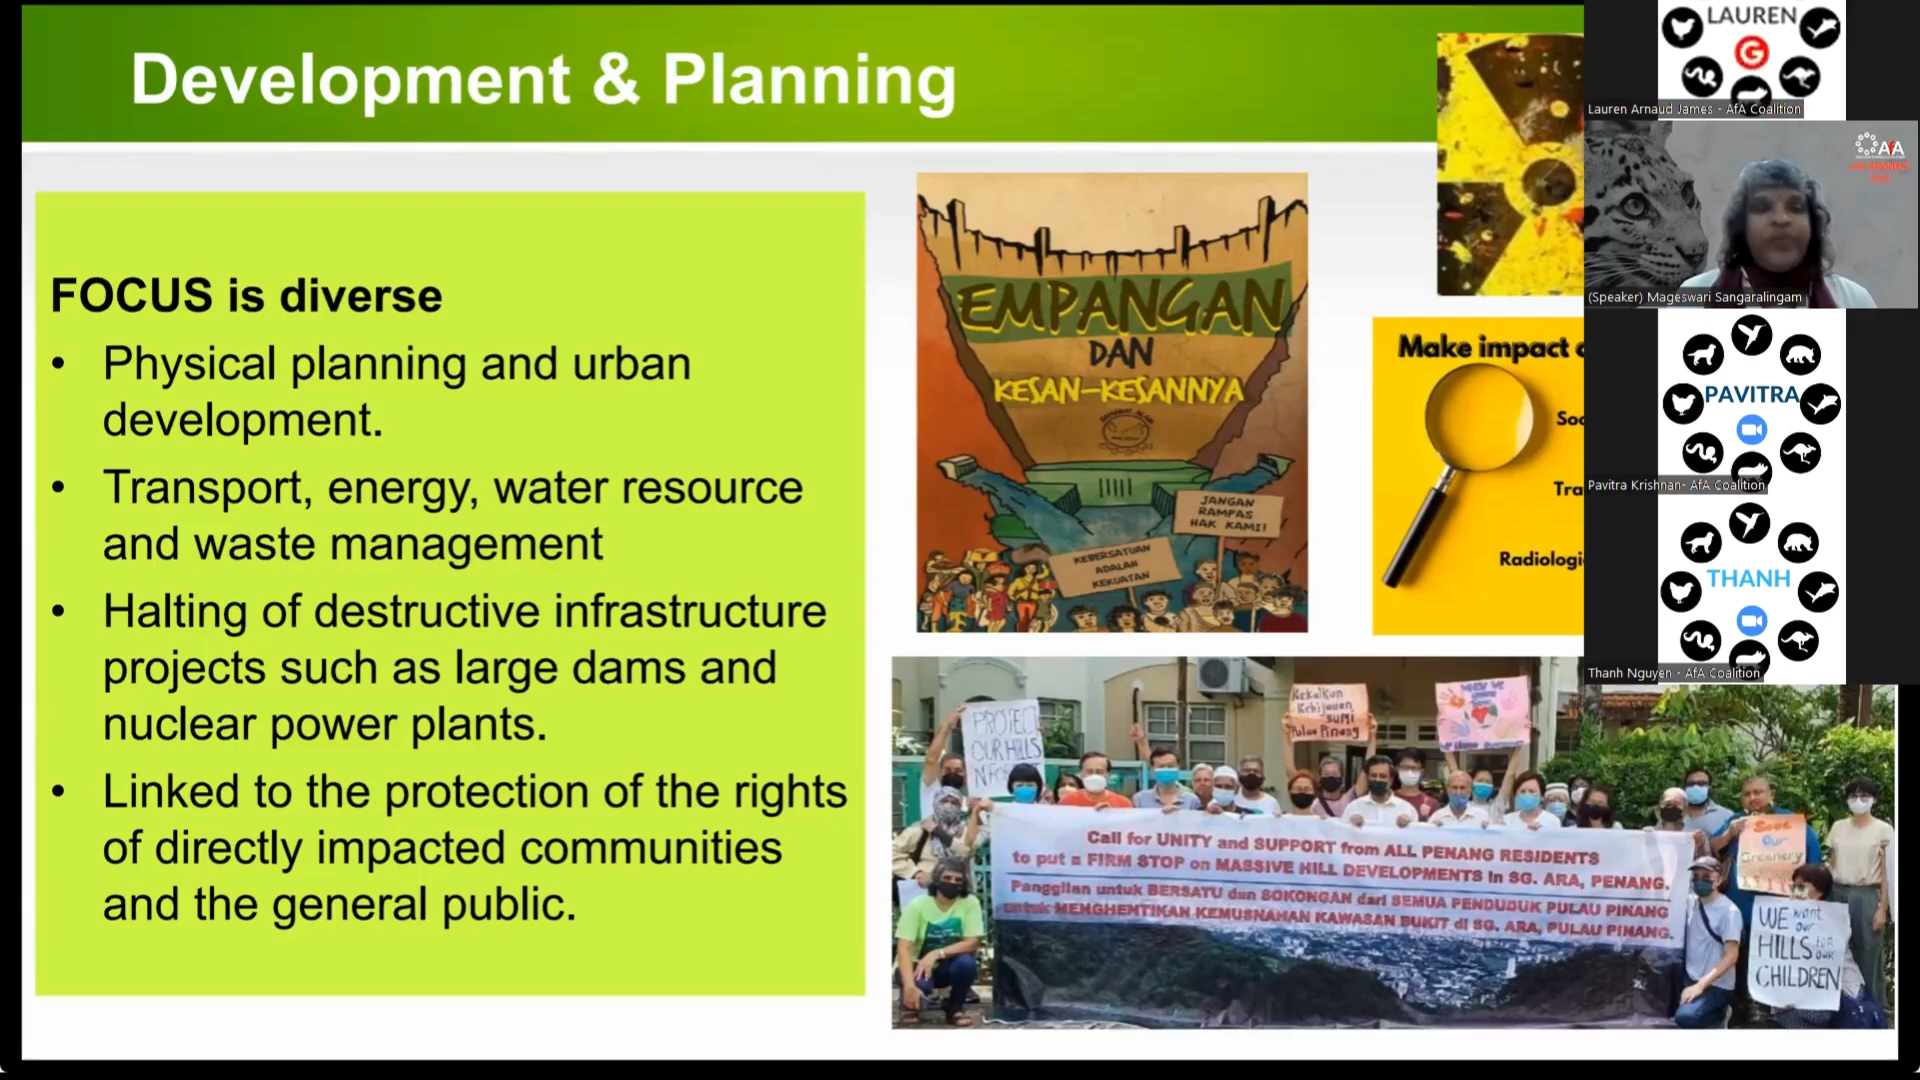 Development & Planning
FOCUS is diverse
• Physical planning and urban
development.
• Transport, energy, water resource
and waste management
• Halting of destructive infrastructure
projects such as large dams and
nuclear power plants.
• Linked to the protection of the rights
of directly impacted communities
and the general public.
EMPANGAN
DAN
KESAN-KESANNYA
JANGAN
RAMPAS
HAK KAMI!
KEBERSATUAN
ADALAH
KEKUATAN
Make impact
Soc
Tra
Radiologi
PROTECT
OUR HILLS
Kekalkan
Kehijauan
BUMI
Pulau Pinang
Call for UNITY and SUPPORT from ALL PENANG RESIDENTS
to put a FIRM STOP on MASSIVE HILL DEVELOPMENTS in SG. ARA, PENANG.
Panggilan untuk BERSATU dan SOKONGAN dari SEMUA PENDUDUK PULAU PINANG
untuk MENGHENTIKAN KEMUSNAHAN KAWASAN BUKIT di SG. ARA, PULAU PINANG.
Save
Our
Greenery
WE want
our
HILLS for
our
CHILDREN
LAUREN
G
Lauren Arnaud James - AfA Coalition
AfA
(Speaker) Mageswari Sangaralingam
PAVITRA
Pavitra Krishnan- AfA Coalition
THANH
Thanh Nguyen - AfA Coalition